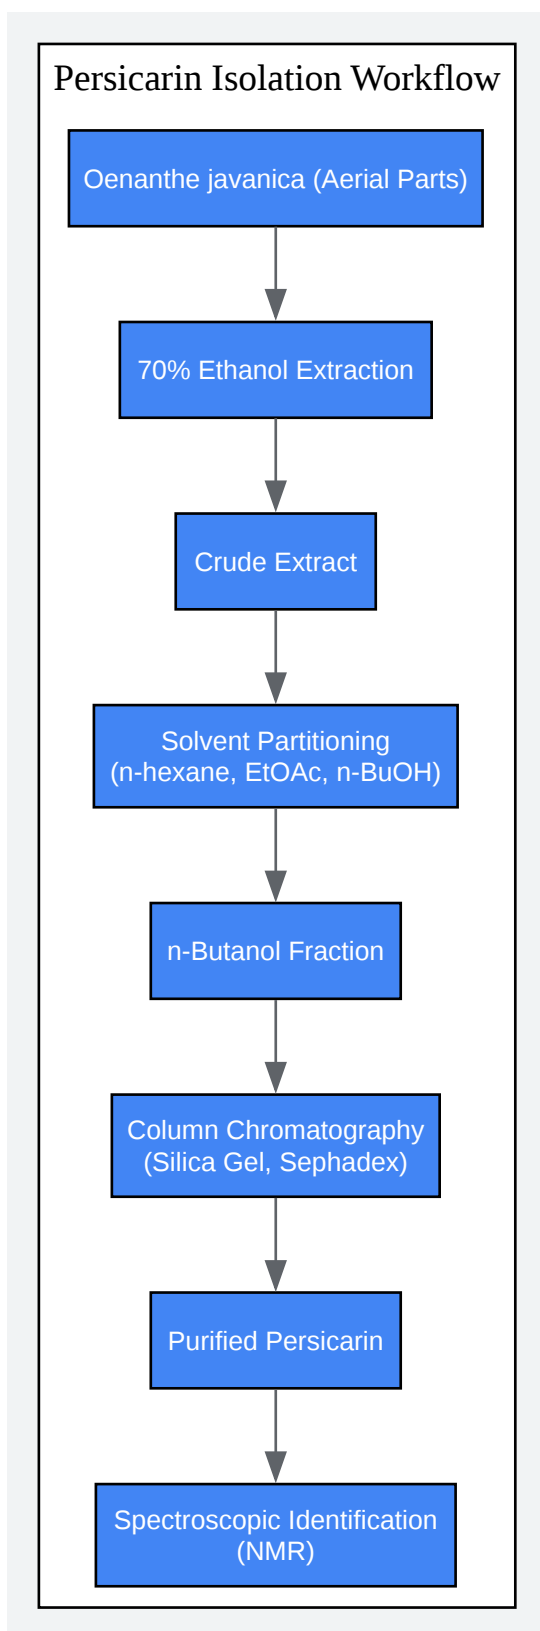 Persicarin Isolation Workflow
Oenanthe javanica (Aerial Parts)
70% Ethanol Extraction
Crude Extract
Solvent Partitioning
(n-hexane, EtOAc, n-BuOH)
n-Butanol Fraction
Column Chromatography
(Silica Gel, Sephadex)
Purified Persicarin
Spectroscopic Identification
(NMR)